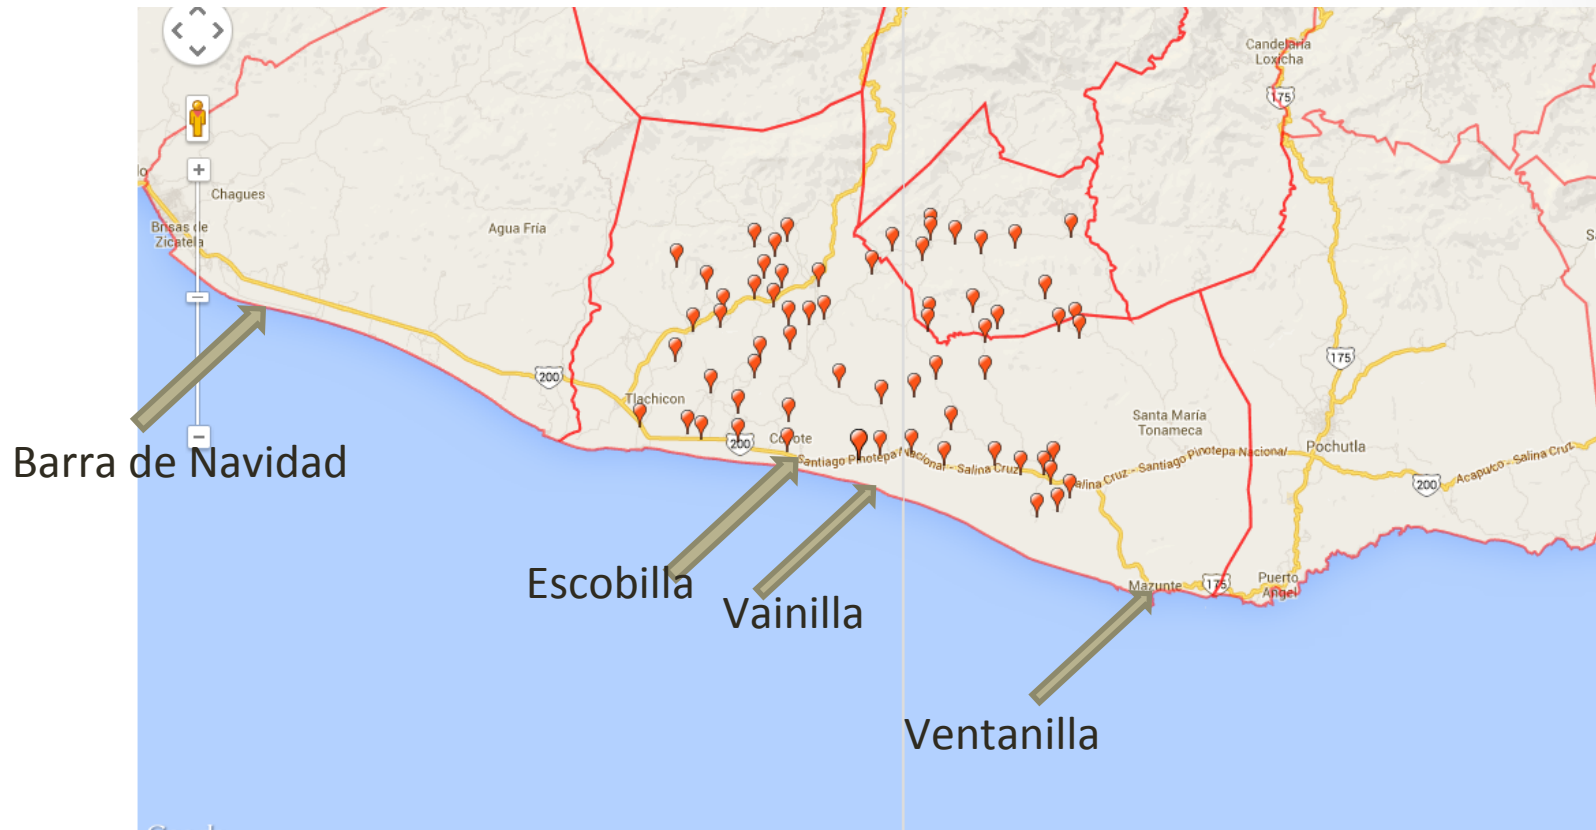 Candelaria
Loxicha
175
lo
Chagues
Brisas de
Zicatela
Agua Fría
+
175
200
Tlachicon
Santa María
Tonameca
200
Pochutla
Santiago Pinotepa Nacional - Salina Cruz
Salina Cruz - Santiago Pinotepa Nacional
200
Acapulco - Salina Cruz
Barra de Navidad
Escobilla
Vainilla
Mazunte
175
Puerto
Angel
Ventanilla